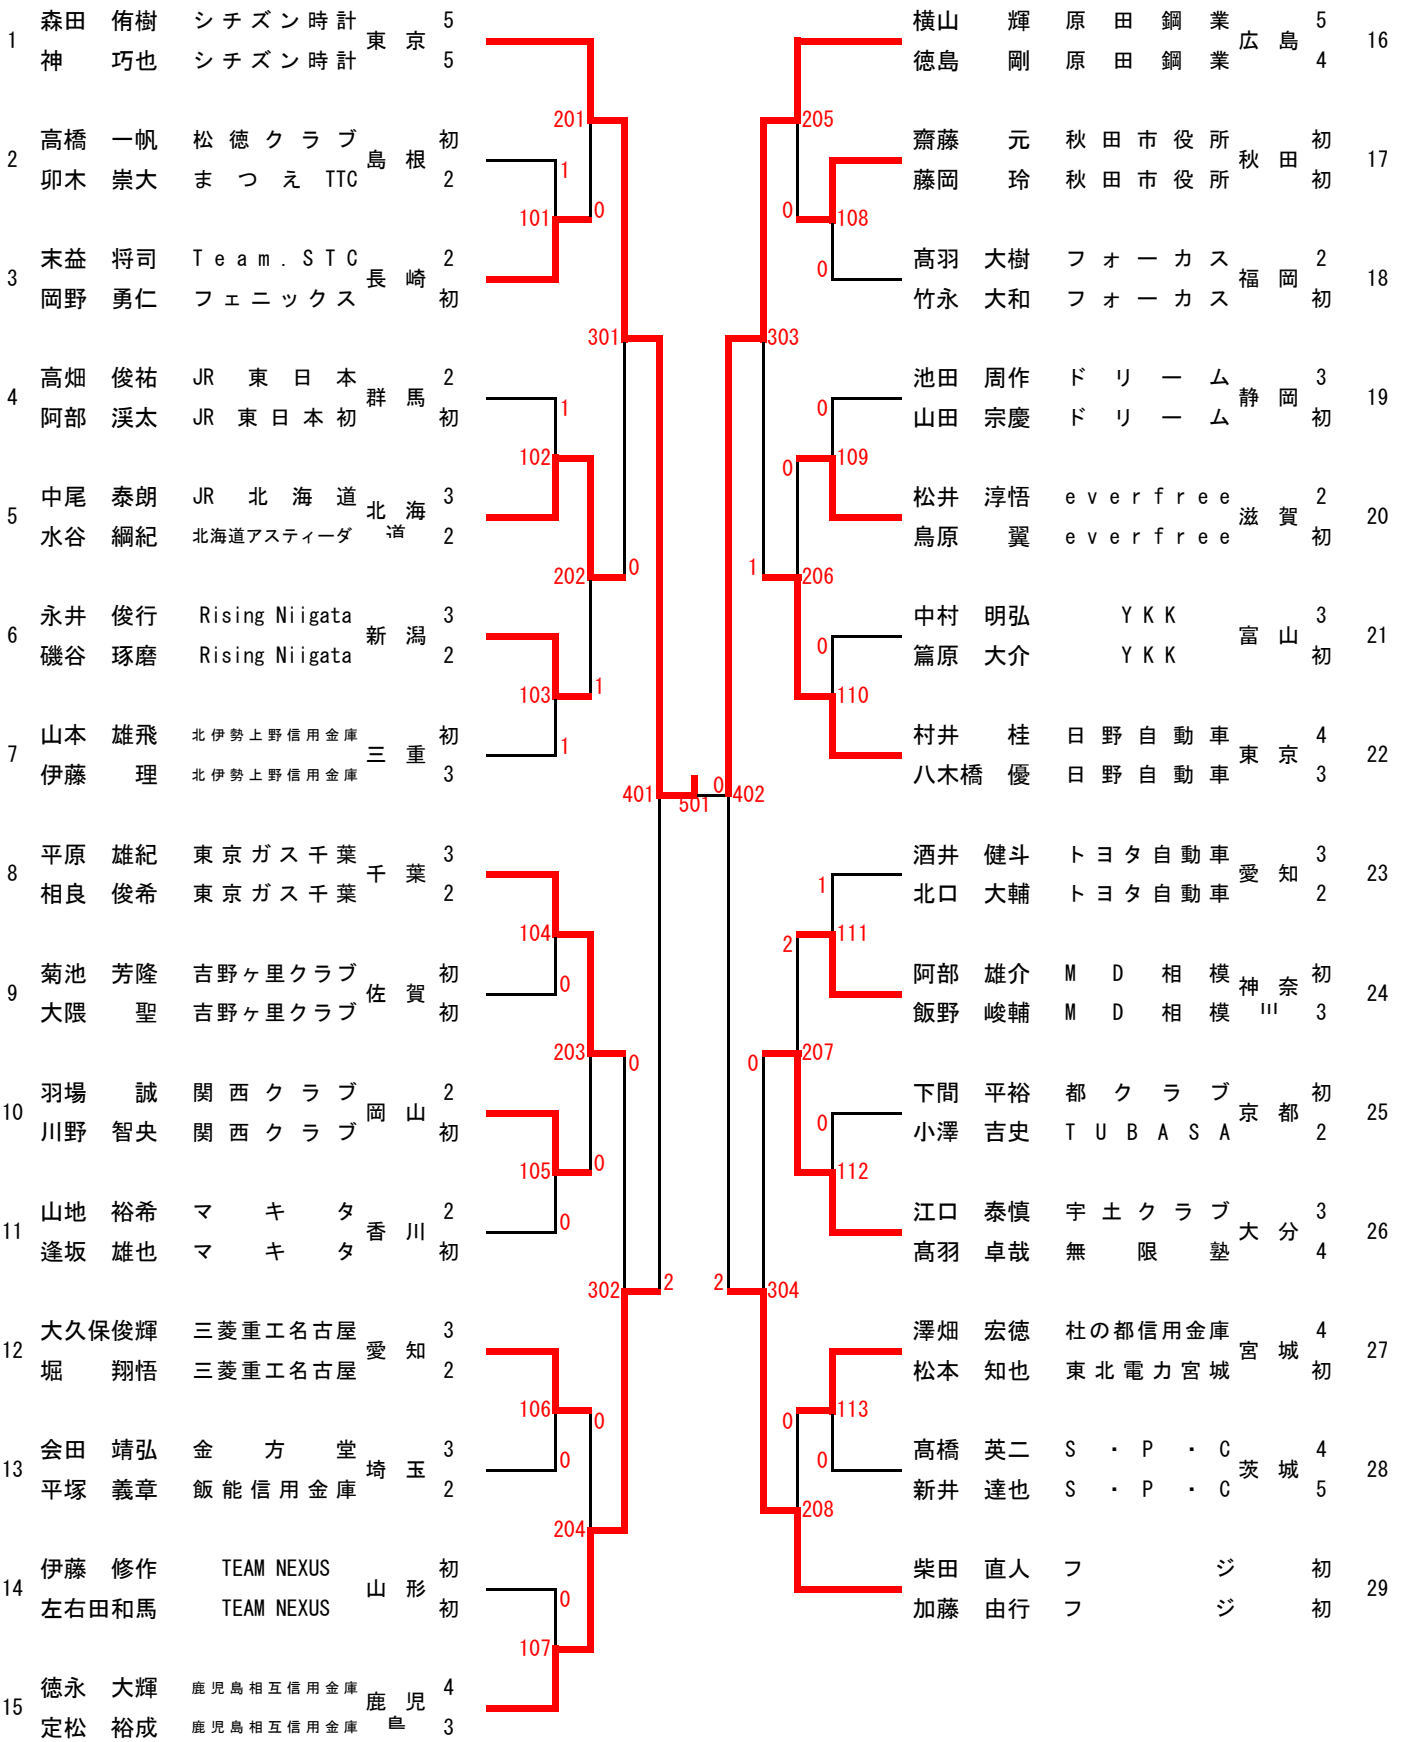 森田 侑樹 シチズン時計 5
1 東京
神 巧也 シチズン時計 5
201
高橋 一帆 松徳クラブ 初
2 島根 1
卯木 崇大 まつえTTC 2
101 0
末益 将司 Team.STC 2
3 長崎
岡野 勇仁 フェニックス 初
301
高畑 俊祐 JR東日本 2
4 群馬 1
阿部 渓太 JR東日本初 初
102
中尾 泰朗 JR北海道 3
5 北海道
水谷 綱紀 北海道アスティーダ 2
202 0
永井 俊行 Rising Niigata 3
6 新潟
磯谷 琢磨 Rising Niigata 2
103 1
山本 雄飛 北伊勢上野信用金庫 初
7 三重 1
伊藤 理 北伊勢上野信用金庫 3
401 501 0 402
平原 雄紀 東京ガス千葉 3
8 千葉
相良 俊希 東京ガス千葉 2
104
菊池 芳隆 吉野ヶ里クラブ 初
9 佐賀 0
大隈 聖 吉野ヶ里クラブ 初
203 0
羽場 誠 関西クラブ 2
10 岡山
川野 智央 関西クラブ 初
105 0
山地 裕希 マキタ 2
11 香川 0
逢坂 雄也 マキタ 初
302 2
大久保俊輝 三菱重工名古屋 3
12 愛知
堀 翔悟 三菱重工名古屋 2
106 0
会田 靖弘 金方堂 3
13 埼玉 0
平塚 義章 飯能信用金庫 2
204
伊藤 修作 TEAM NEXUS 初
14 山形 0
左右田和馬 TEAM NEXUS 初
107
徳永 大輝 鹿児島相互信用金庫 4
15 鹿児島
定松 裕成 鹿児島相互信用金庫 3
横山 輝 原田鋼業 5
広島 16
徳島 剛 原田鋼業 4
205
齋藤 元 秋田市役所 初
秋田 17
藤岡 玲 秋田市役所 初
0 108
髙羽 大樹 フォーカス 2
0 福岡 18
竹永 大和 フォーカス 初
303
池田 周作 ドリーム 3
0 静岡 19
山田 宗慶 ドリーム 初
0 109
松井 淳悟 everfree 2
滋賀 20
鳥原 翼 everfree 初
1 206
中村 明弘 YKK 3
0 富山 21
篇原 大介 YKK 初
110
村井 桂 日野自動車 4
東京 22
八木橋 優 日野自動車 3
酒井 健斗 トヨタ自動車 3
1 愛知 23
北口 大輔 トヨタ自動車 2
2 111
阿部 雄介 MD相模 初
神奈川 24
飯野 峻輔 MD相模 3
0 207
下間 平裕 都クラブ 初
0 京都 25
小澤 吉史 TUBASA 2
112
江口 泰慎 宇土クラブ 3
大分 26
髙羽 卓哉 無限塾 4
2 304
澤畑 宏徳 杜の都信用金庫 4
宮城 27
松本 知也 東北電力宮城 初
0 113
髙橋 英二 S・P・C 4
0 茨城 28
新井 達也 S・P・C 5
208
柴田 直人 フジ 初
29
加藤 由行 フジ 初